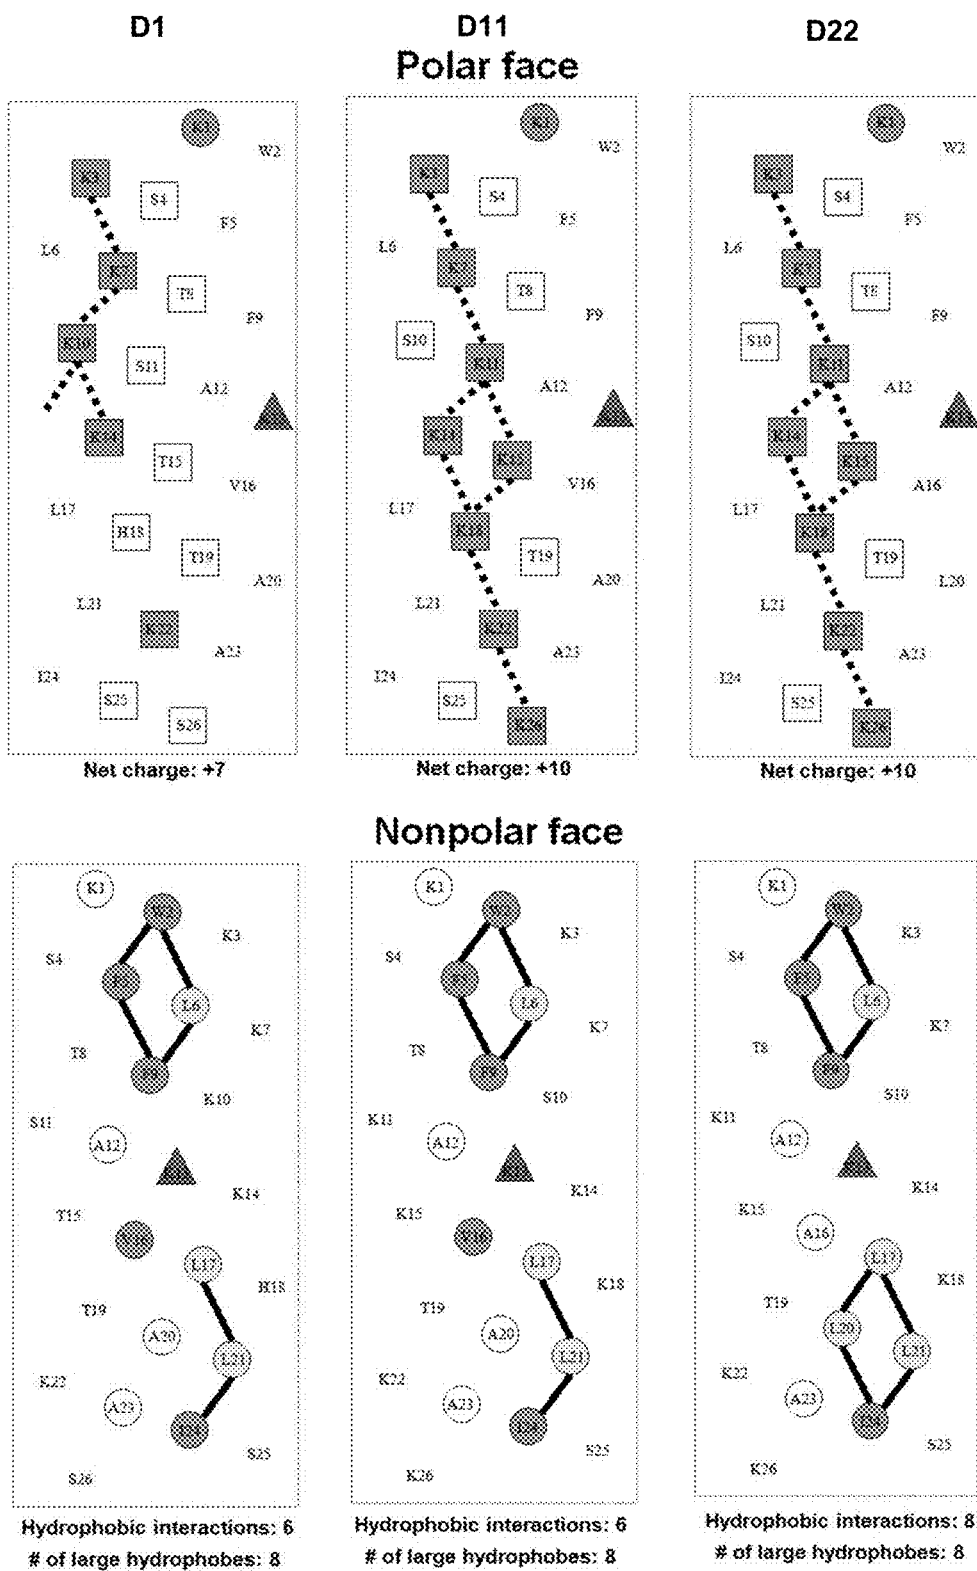 D1
D11
D22
Polar face
K1
W2
S4
F5
L6
T8
F9
S11
A12
T15
V16
L17
H18
T19
A20
L21
K22
A23
I24
S25
S26
Net charge: +7
K1
W2
S4
F5
L6
T8
F9
S10
A12
V16
L17
T19
A20
L21
A23
I24
S25
Net charge: +10
K1
W2
S4
F5
L6
T8
F9
S10
A12
A16
L17
T19
L20
L21
A23
I24
S25
Net charge: +10
Nonpolar face
K1
K3
S4
L6
K7
T8
K10
S11
A12
K14
T15
L17
H18
T19
A20
L21
K22
A23
S25
S26
Hydrophobic interactions: 6
# of large hydrophobes: 8
K1
K3
S4
L6
K7
T8
S10
K11
A12
K14
K15
L17
K18
T19
A20
L21
K22
A23
S25
K26
Hydrophobic interactions: 6
# of large hydrophobes: 8
K1
K3
S4
L6
K7
T8
S10
K11
A12
K14
K15
A16
L17
K18
T19
L20
L21
K22
A23
S25
K26
Hydrophobic interactions: 8
# of large hydrophobes: 8